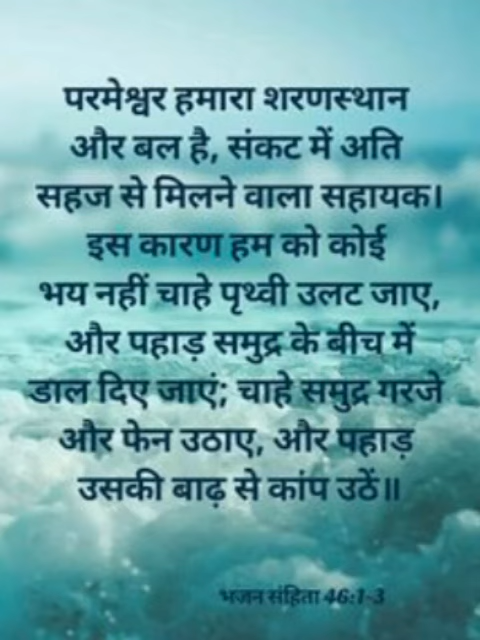 परमेश्वर हमारा शरणस्थान
और बल है, संकट में अति
सहज से मिलने वाला सहायक।
इस कारण हम को कोई
भय नहीं चाहे पृथ्वी उलट जाए,
और पहाड़ समुद्र के बीच में
डाल दिए जाएं; चाहे समुद्र गरजे
और फेन उठाए, और पहाड़
उसकी बाढ़ से कांप उठें॥
भजन संहिता 46:1-3